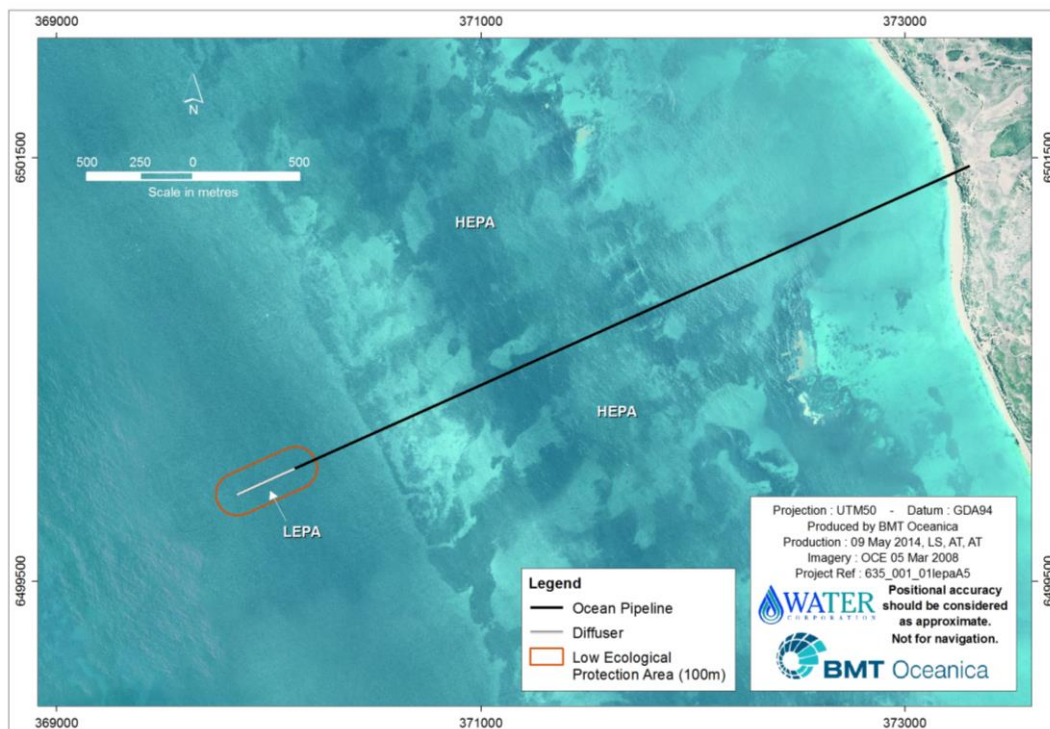 369000
371000
373000
N
6501500
6501500
500 250 0 500
Scale in metres
HEPA
HEPA
LEPA
6499500
6499500
Projection : UTM50 - Datum : GDA94
Produced by BMT Oceanica
Production : 09 May 2014, LS, AT, AT
Imagery : OCE 05 Mar 2008
Project Ref : 635_001_01lepaA5
WATER
CORPORATION
Positional accuracy
should be considered
as approximate.
Not for navigation.
BMT Oceanica
Legend
Ocean Pipeline
Diffuser
Low Ecological
Protection Area (100m)
369000
371000
373000